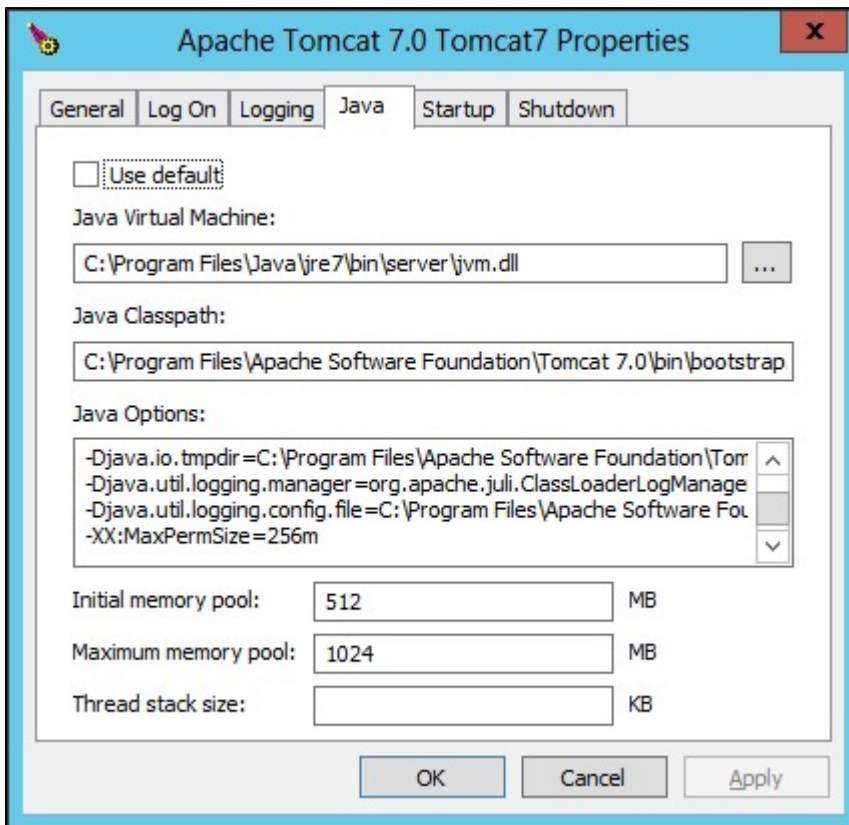 Apache Tomcat 7.0 Tomcat7 Properties
x
General Log On Logging Java Startup Shutdown
Use default
Java Virtual Machine:
C:\Program Files\Java\jre7\bin\server\jvm.dll
...
Java Classpath:
C:\Program Files\Apache Software Foundation\Tomcat 7.0\bin\bootstrap
Java Options:
-Djava.io.tmpdir=C:\Program Files\Apache Software Foundation\Tom
-Djava.util.logging.manager=org.apache.juli.ClassLoaderLogManage
-Djava.util.logging.config.file=C:\Program Files\Apache Software Fou
-XX:MaxPermSize=256m
Initial memory pool: 512 MB
Maximum memory pool: 1024 MB
Thread stack size: KB
OK Cancel Apply